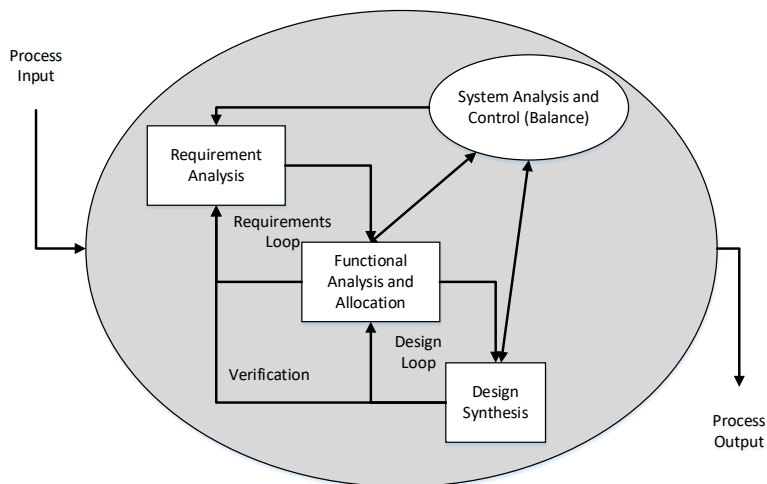 Process
Input
System Analysis and
Control (Balance)
Requirement
Analysis
Requirements
Loop
Functional
Analysis and
Allocation
Design
Loop
Verification
Design
Synthesis
Process
Output